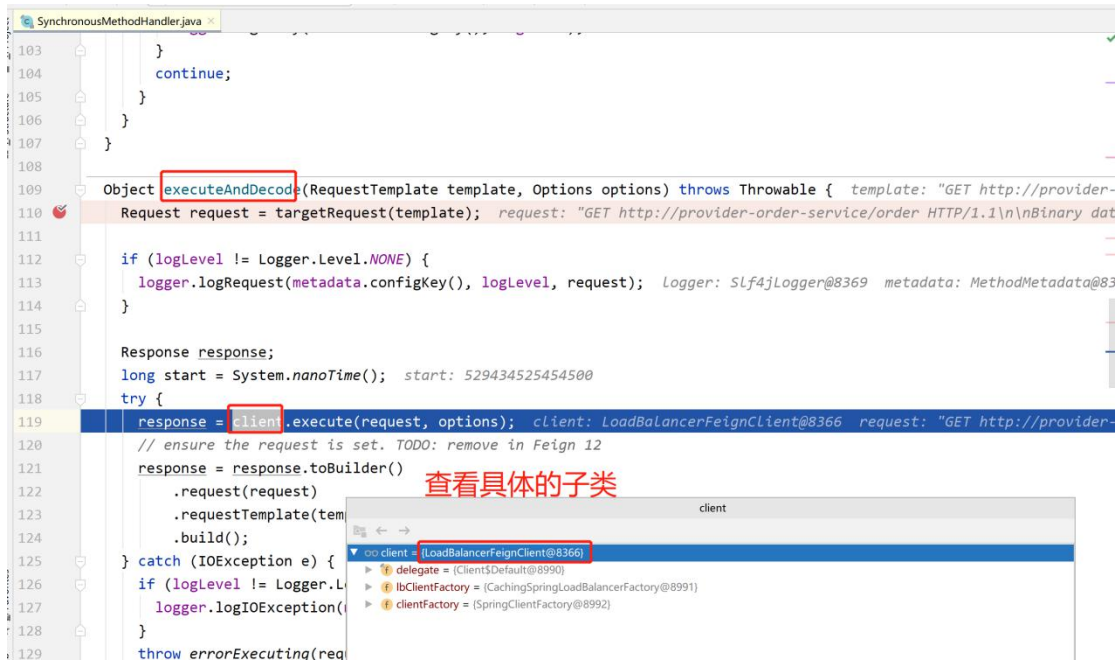 SynchronousMethodHandler.java ×
103 }
104 continue;
105 }
106 }
107 }
108
109 Object executeAndDecode(RequestTemplate template, Options options) throws Throwable { template: "GET http://provider-
110 Request request = targetRequest(template); request: "GET http://provider-order-service/order HTTP/1.1\n\nBinary dat
111
112 if (logLevel != Logger.Level.NONE) {
113 logger.logRequest(metadata.configKey(), logLevel, request); logger: Slf4jLogger@8369 metadata: MethodMetadata@83
114 }
115
116 Response response;
117 long start = System.nanoTime(); start: 529434525454500
118 try {
119 response = client.execute(request, options); client: LoadBalancerFeignClient@8366 request: "GET http://provider-
120 // ensure the request is set. TODO: remove in Feign 12
121 response = response.toBuilder()
查看具体的子类
122 .request(request)
client
123 .requestTemplate(tem
124 .build();
client = {LoadBalancerFeignClient@8366}
125 } catch (IOException e) {
delegate = {Client$Default@8990}
126 if (logLevel != Logger.L
lbClientFactory = {CachingSpringLoadBalancerFactory@8991}
127 logger.logIOException(
clientFactory = {SpringClientFactory@8992}
128 }
129 throw errorExecuting(req